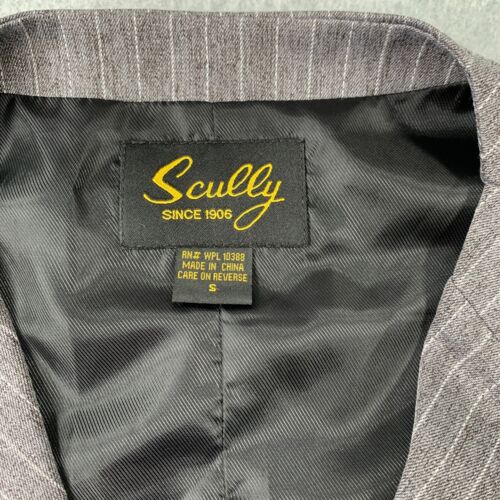 Scully
SINCE 1906
RN# WPL 10388
MADE IN CHINA
CARE ON REVERSE
S